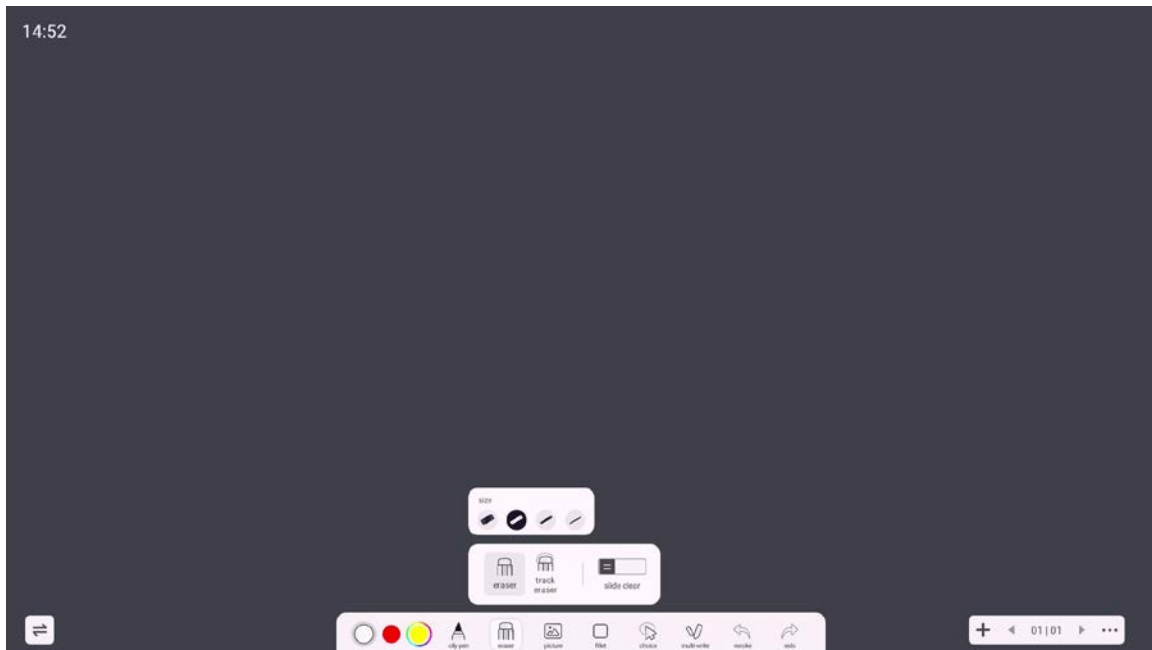 14:52
size
eraser
track
eraser
slide clear
oily pen
eraser
picture
fillet
choice
multi-write
revoke
redo
01|01